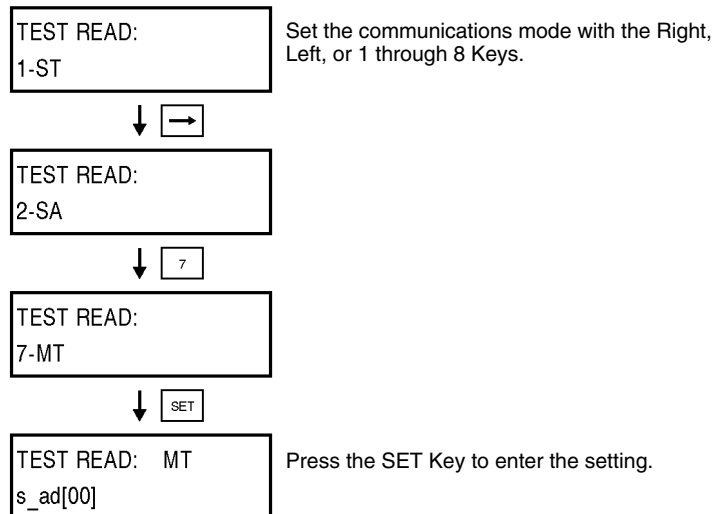 TEST READ:
1-ST
Set the communications mode with the Right,
Left, or 1 through 8 Keys.
TEST READ:
2-SA
7
TEST READ:
7-MT
SET
TEST READ: MT
s_ad[00]
Press the SET Key to enter the setting.